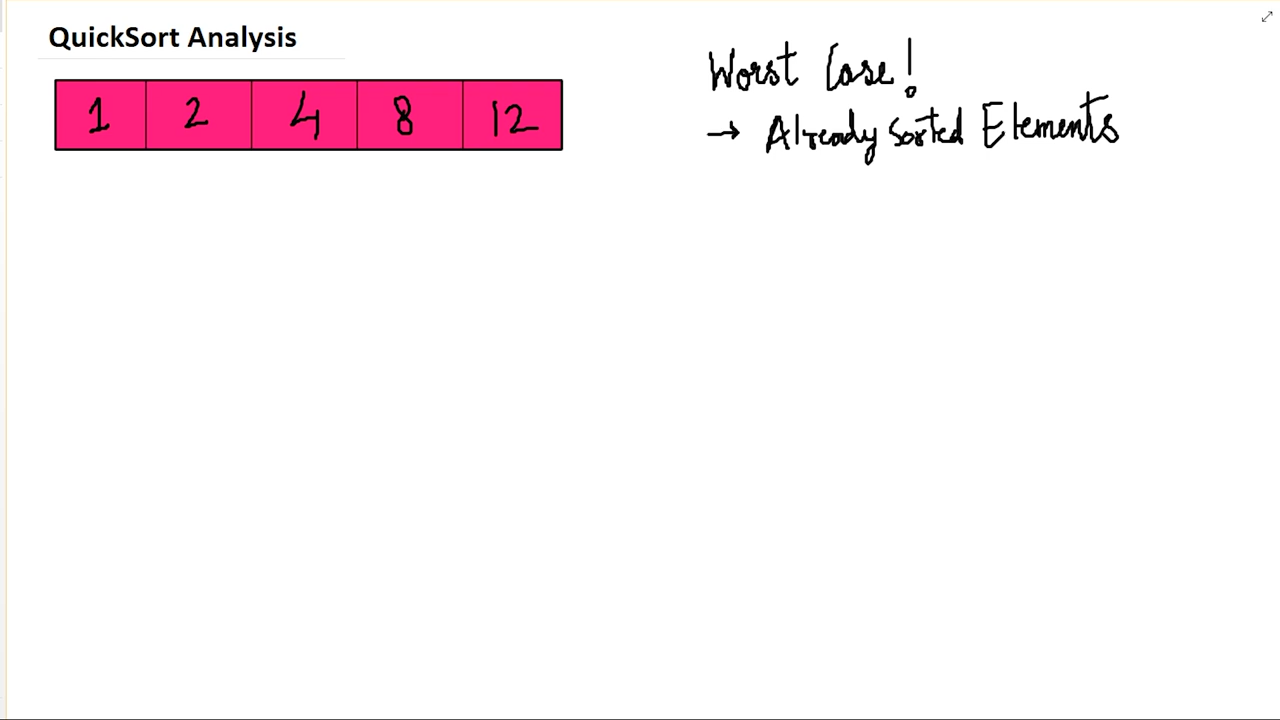 QuickSort Analysis
1 2 4 8 12
Worst Case!
→ Already Sorted Elements